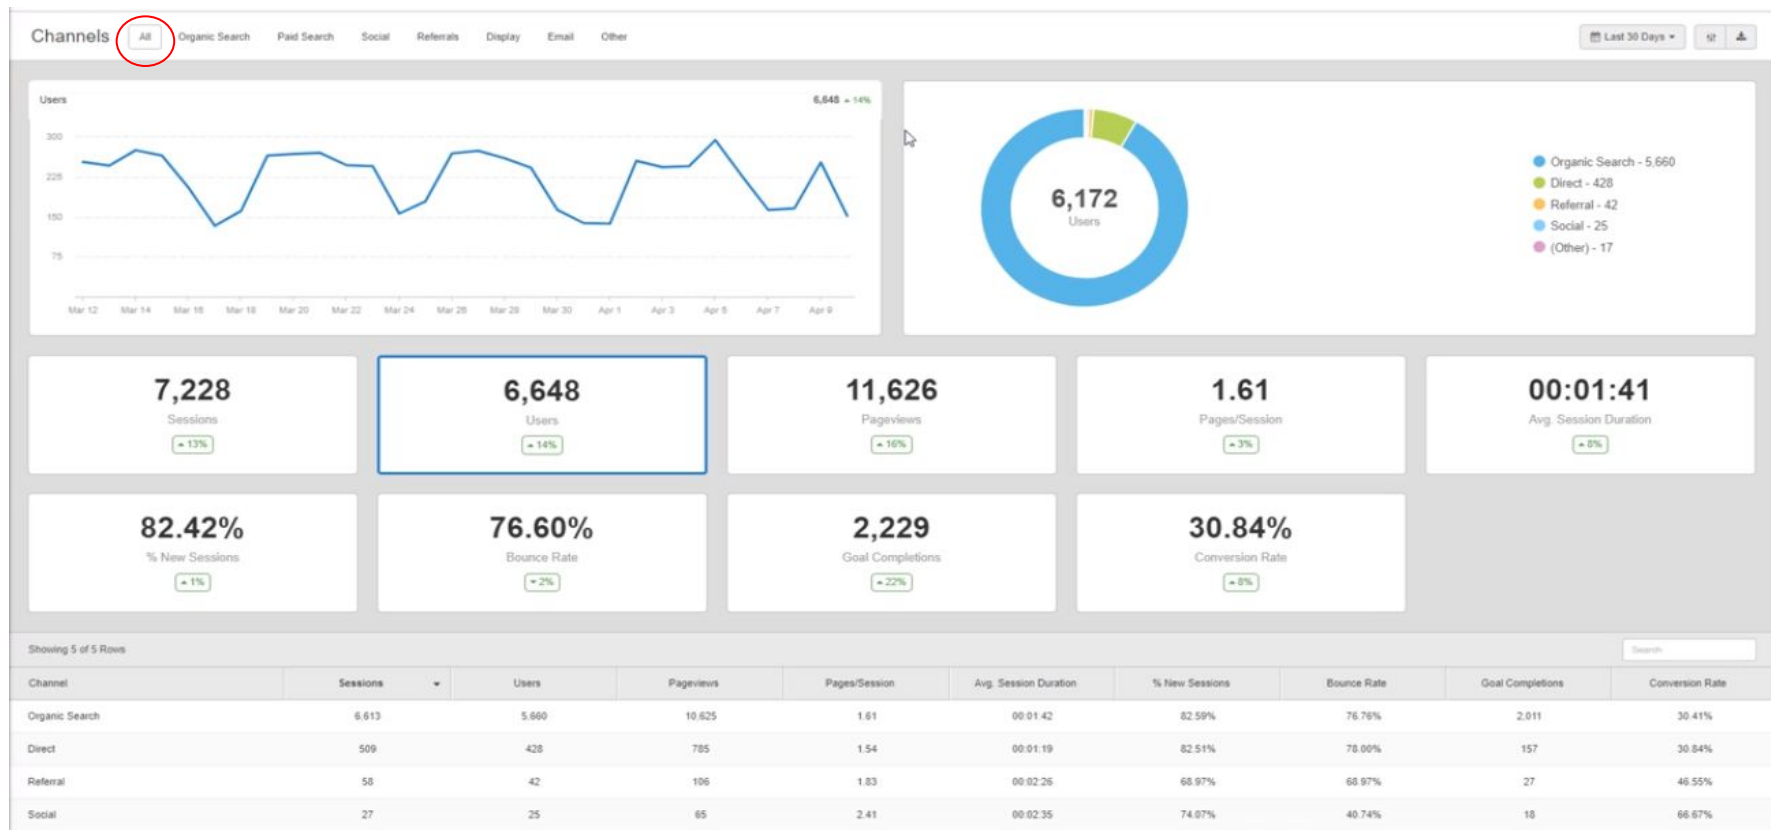 Channels All Organic Search Paid Search Social Referrals Display Email Other Last 30 Days
Users 6,648 14%
300
225
150
75
Mar 12 Mar 14 Mar 16 Mar 18 Mar 20 Mar 22 Mar 24 Mar 26 Mar 28 Mar 30 Apr 1 Apr 3 Apr 5 Apr 7 Apr 9
6,172
Users
Organic Search - 5,660
Direct - 428
Referral - 42
Social - 25
(Other) - 17
7,228
Sessions
13%
6,648
Users
14%
11,626
Pageviews
16%
1.61
Pages/Session
3%
00:01:41
Avg. Session Duration
8%
82.42%
% New Sessions
1%
76.60%
Bounce Rate
2%
2,229
Goal Completions
22%
30.84%
Conversion Rate
8%
Showing 5 of 5 Rows Search
Channel Sessions Users Pageviews Pages/Session Avg. Session Duration % New Sessions Bounce Rate Goal Completions Conversion Rate
Organic Search 6,613 5,660 10,625 1.61 00:01:42 82.59% 76.76% 2,011 30.41%
Direct 509 428 785 1.54 00:01:19 82.51% 78.00% 157 30.84%
Referral 58 42 106 1.83 00:02:26 68.97% 68.97% 27 46.55%
Social 27 25 65 2.41 00:02:35 74.07% 40.74% 18 66.67%